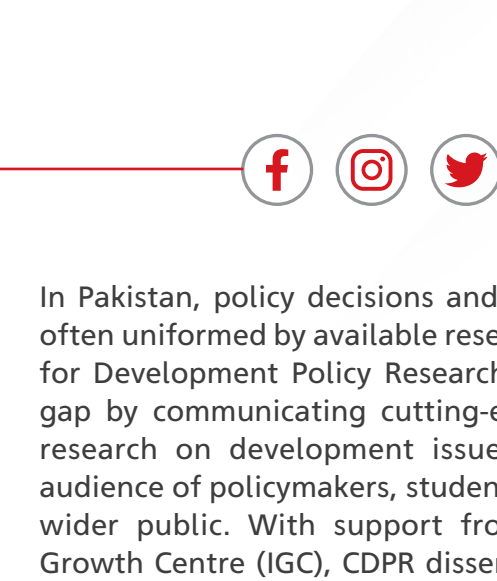 In Pakistan, policy decisions and
often uniformed by available rese
for Development Policy Research
gap by communicating cutting-e
research on development issue
audience of policymakers, studen
wider public. With support fro
Growth Centre (IGC), CDPR disser